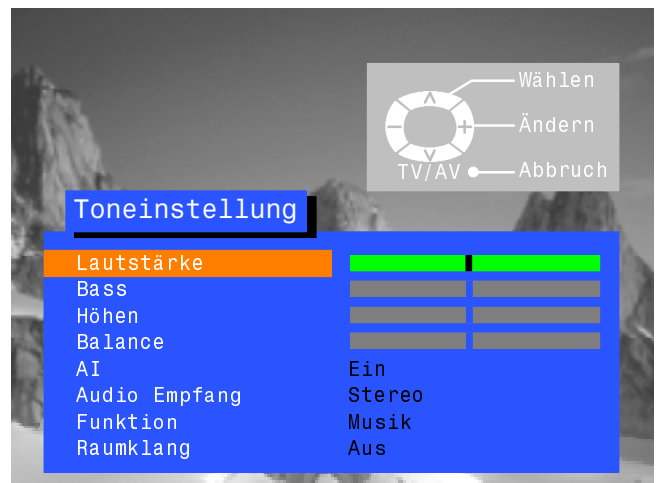 Wählen
Ändern
TV/AV Abbruch
Toneinstellung
Lautstärke
Bass
Höhen
Balance
AI Ein
Audio Empfang Stereo
Funktion Musik
Raumklang Aus